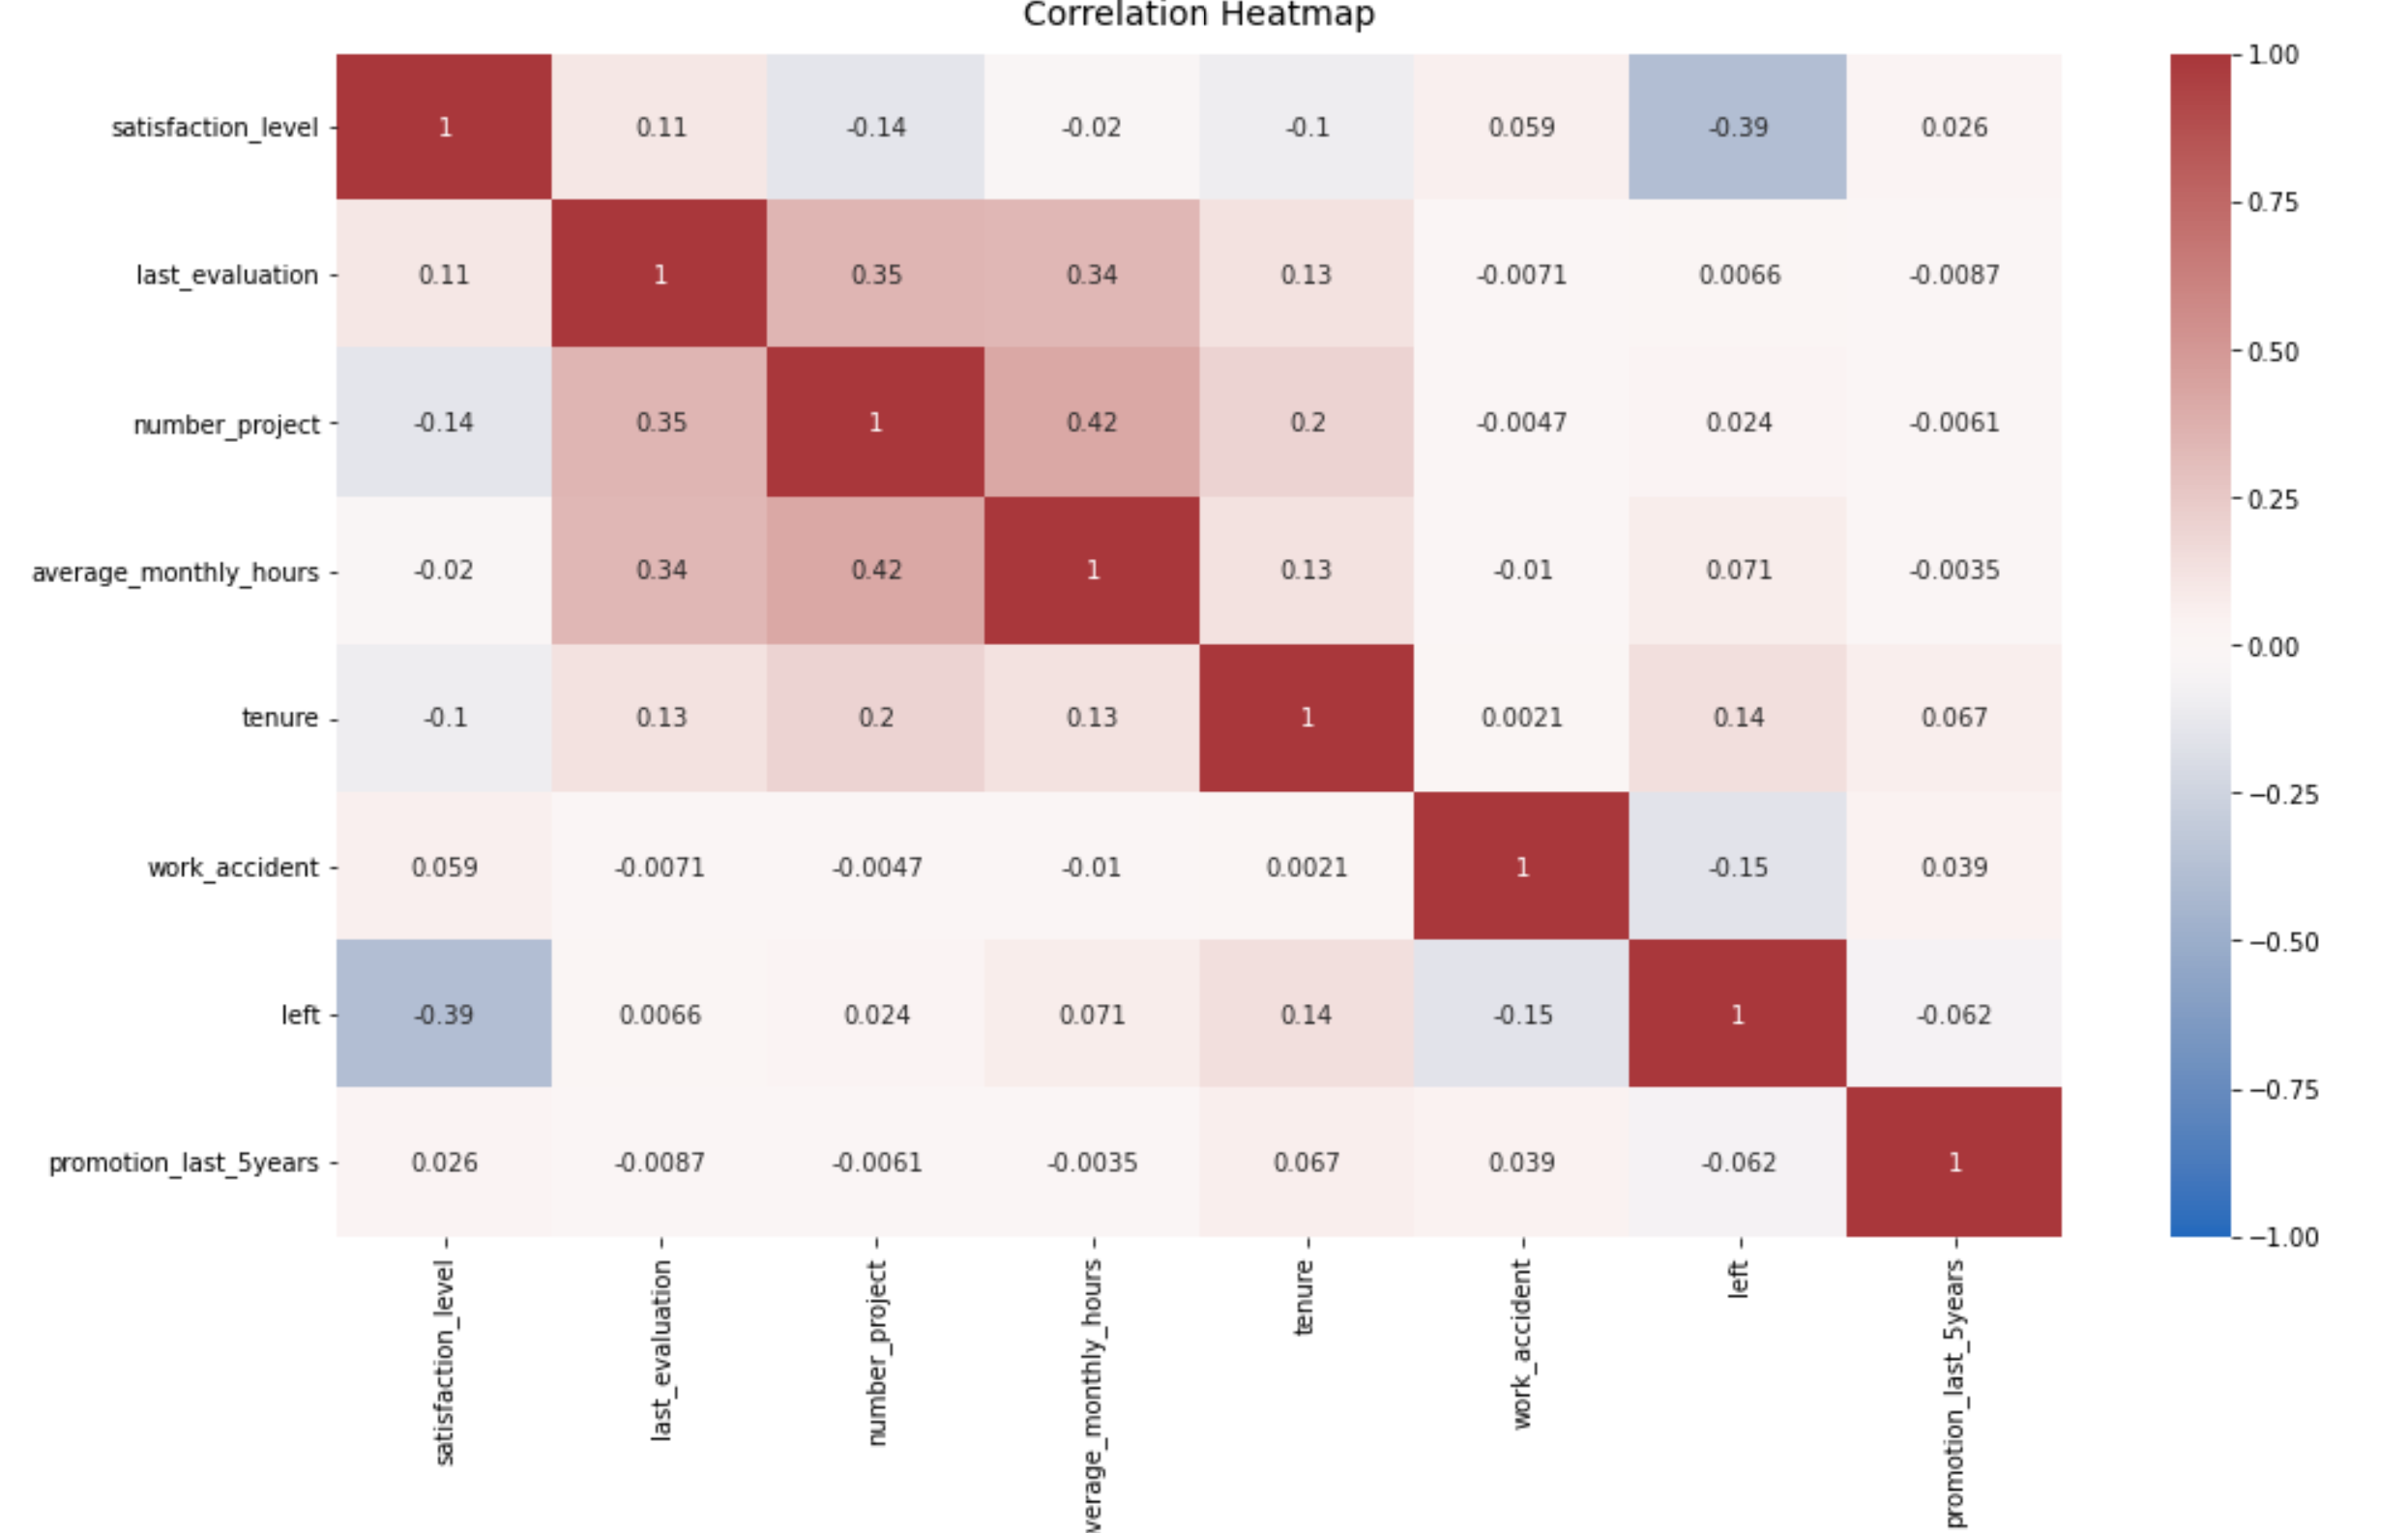 Correlation Heatmap
satisfaction_level 1 0.11 -0.14 -0.02 -0.1 0.059 -0.39 0.026
last_evaluation 0.11 1 0.35 0.34 0.13 -0.0071 0.0066 -0.0087
number_project -0.14 0.35 1 0.42 0.2 -0.0047 0.024 -0.0061
average_monthly_hours -0.02 0.34 0.42 1 0.13 -0.01 0.071 -0.0035
tenure -0.1 0.13 0.2 0.13 1 0.0021 0.14 0.067
work_accident 0.059 -0.0071 -0.0047 -0.01 0.0021 1 -0.15 0.039
left -0.39 0.0066 0.024 0.071 0.14 -0.15 1 -0.062
promotion_last_5years 0.026 -0.0087 -0.0061 -0.0035 0.067 0.039 -0.062 1
satisfaction_level
last_evaluation
number_project
verage_monthly_hours
tenure
work_accident
left
promotion_last_5years
1.00
0.75
0.50
0.25
0.00
−0.25
−0.50
−0.75
−1.00